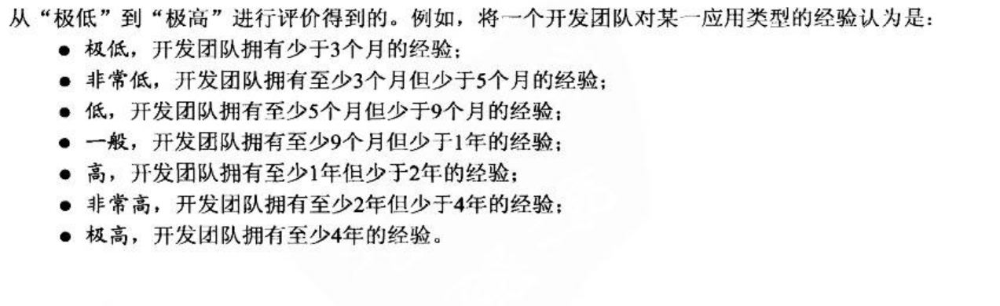 从“极低”到“极高”进行评价得到的。例如，将一个开发团队对某一应用类型的经验认为是：
● 极低，开发团队拥有少于3个月的经验；
● 非常低，开发团队拥有至少3个月但少于5个月的经验；
● 低，开发团队拥有至少5个月但少于9个月的经验；
● 一般，开发团队拥有至少9个月但少于1年的经验；
● 高，开发团队拥有至少1年但少于2年的经验；
● 非常高，开发团队拥有至少2年但少于4年的经验；
● 极高，开发团队拥有至少4年的经验。